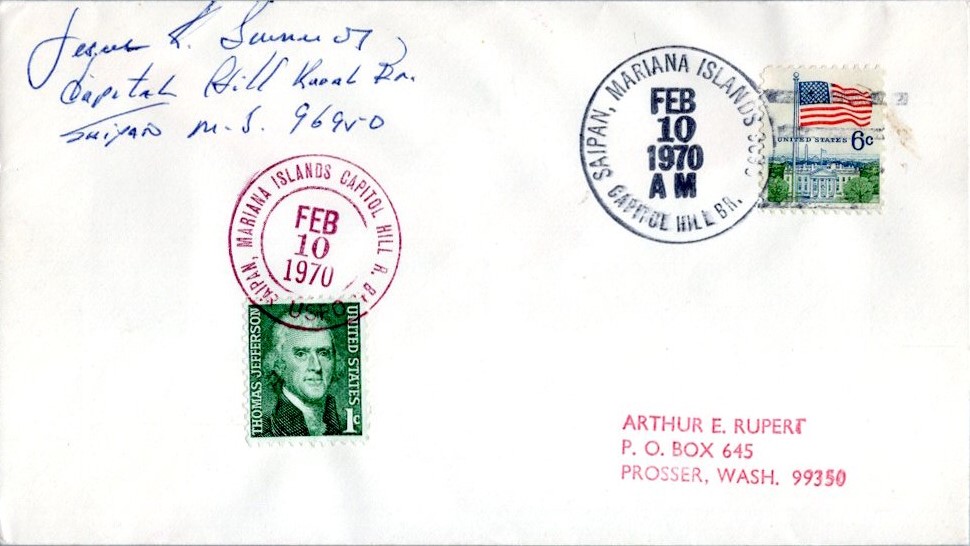 Capitol Hill Rural Br.
Saipan M.I. 96950
SAIPAN, MARIANA ISLANDS
FEB
10
1970
AM
CAPITOL HILL BR.
UNITED STATES 6c
SAIPAN, MARIANA ISLANDS CAPITOL HILL R. B
FEB
10
1970
USPO
THOMAS JEFFERSON
UNITED STATES
1c
ARTHUR E. RUPERT
P. O. BOX 645
PROSSER, WASH. 99350